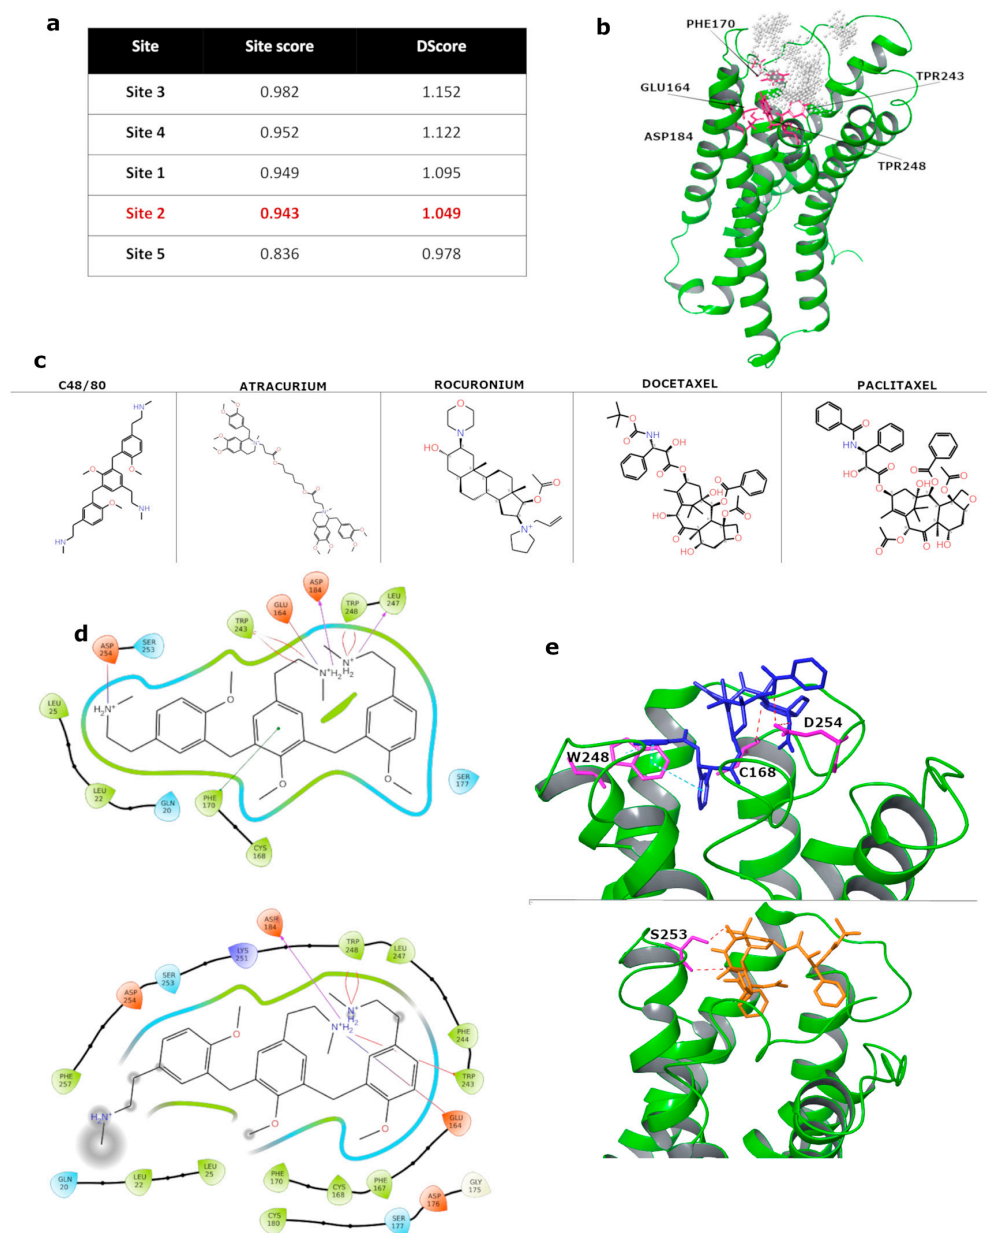 a
Site Site score DScore
Site 3 0.982 1.152
Site 4 0.952 1.122
Site 1 0.949 1.095
Site 2 0.943 1.049
Site 5 0.836 0.978
b
PHE170
GLU164
ASP184
TPR243
TPR248
c
C48/80 ATRACURIUM ROCURONIUM DOCETAXEL PACLITAXEL
d
ASP 184
GLU 164
TRP 248
LEU 247
TRP 243
ASP 254
SER 253
LEU 25
LEU 22
GLN 20
PHE 170
CYS 168
SER 177
ASP 184
LYS 251
TRP 248
LEU 247
SER 253
ASP 254
PHE 257
PHE 244
TRP 243
GLU 164
GLN 20
LEU 22
LEU 25
PHE 170
CYS 168
PHE 167
CYS 180
SER 177
ASP 176
GLY 175
e
D254
W248
C168
S253